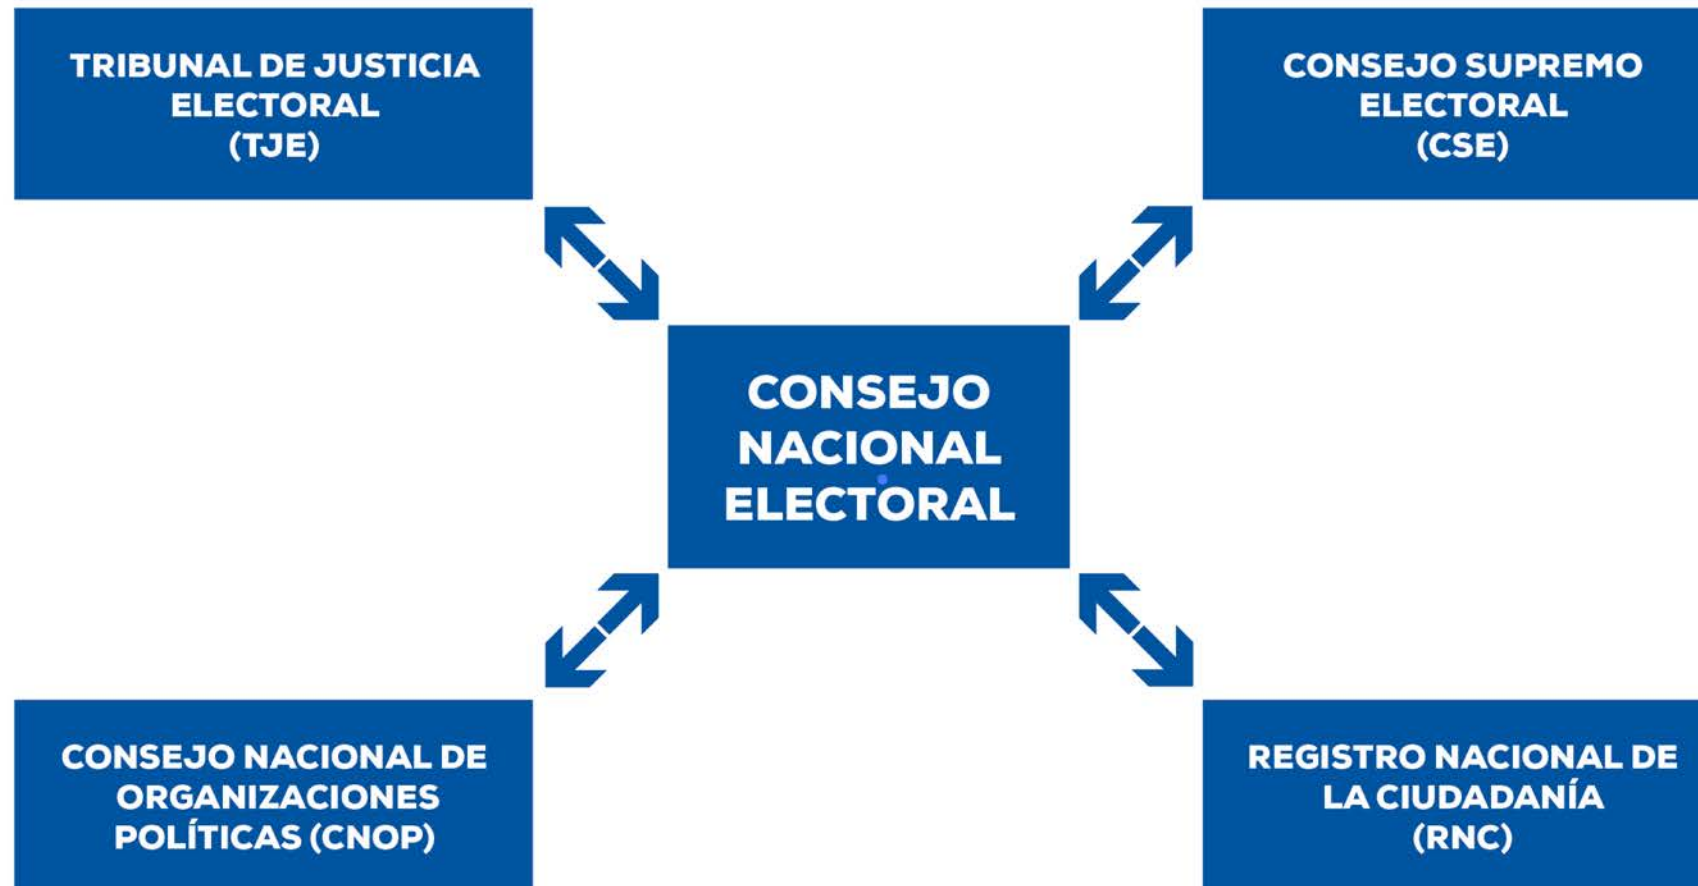 TRIBUNAL DE JUSTICIA
ELECTORAL
(TJE)
CONSEJO SUPREMO
ELECTORAL
(CSE)
CONSEJO
NACIONAL
ELECTORAL
CONSEJO NACIONAL DE
ORGANIZACIONES
POLÍTICAS (CNOP)
REGISTRO NACIONAL DE
LA CIUDADANÍA
(RNC)